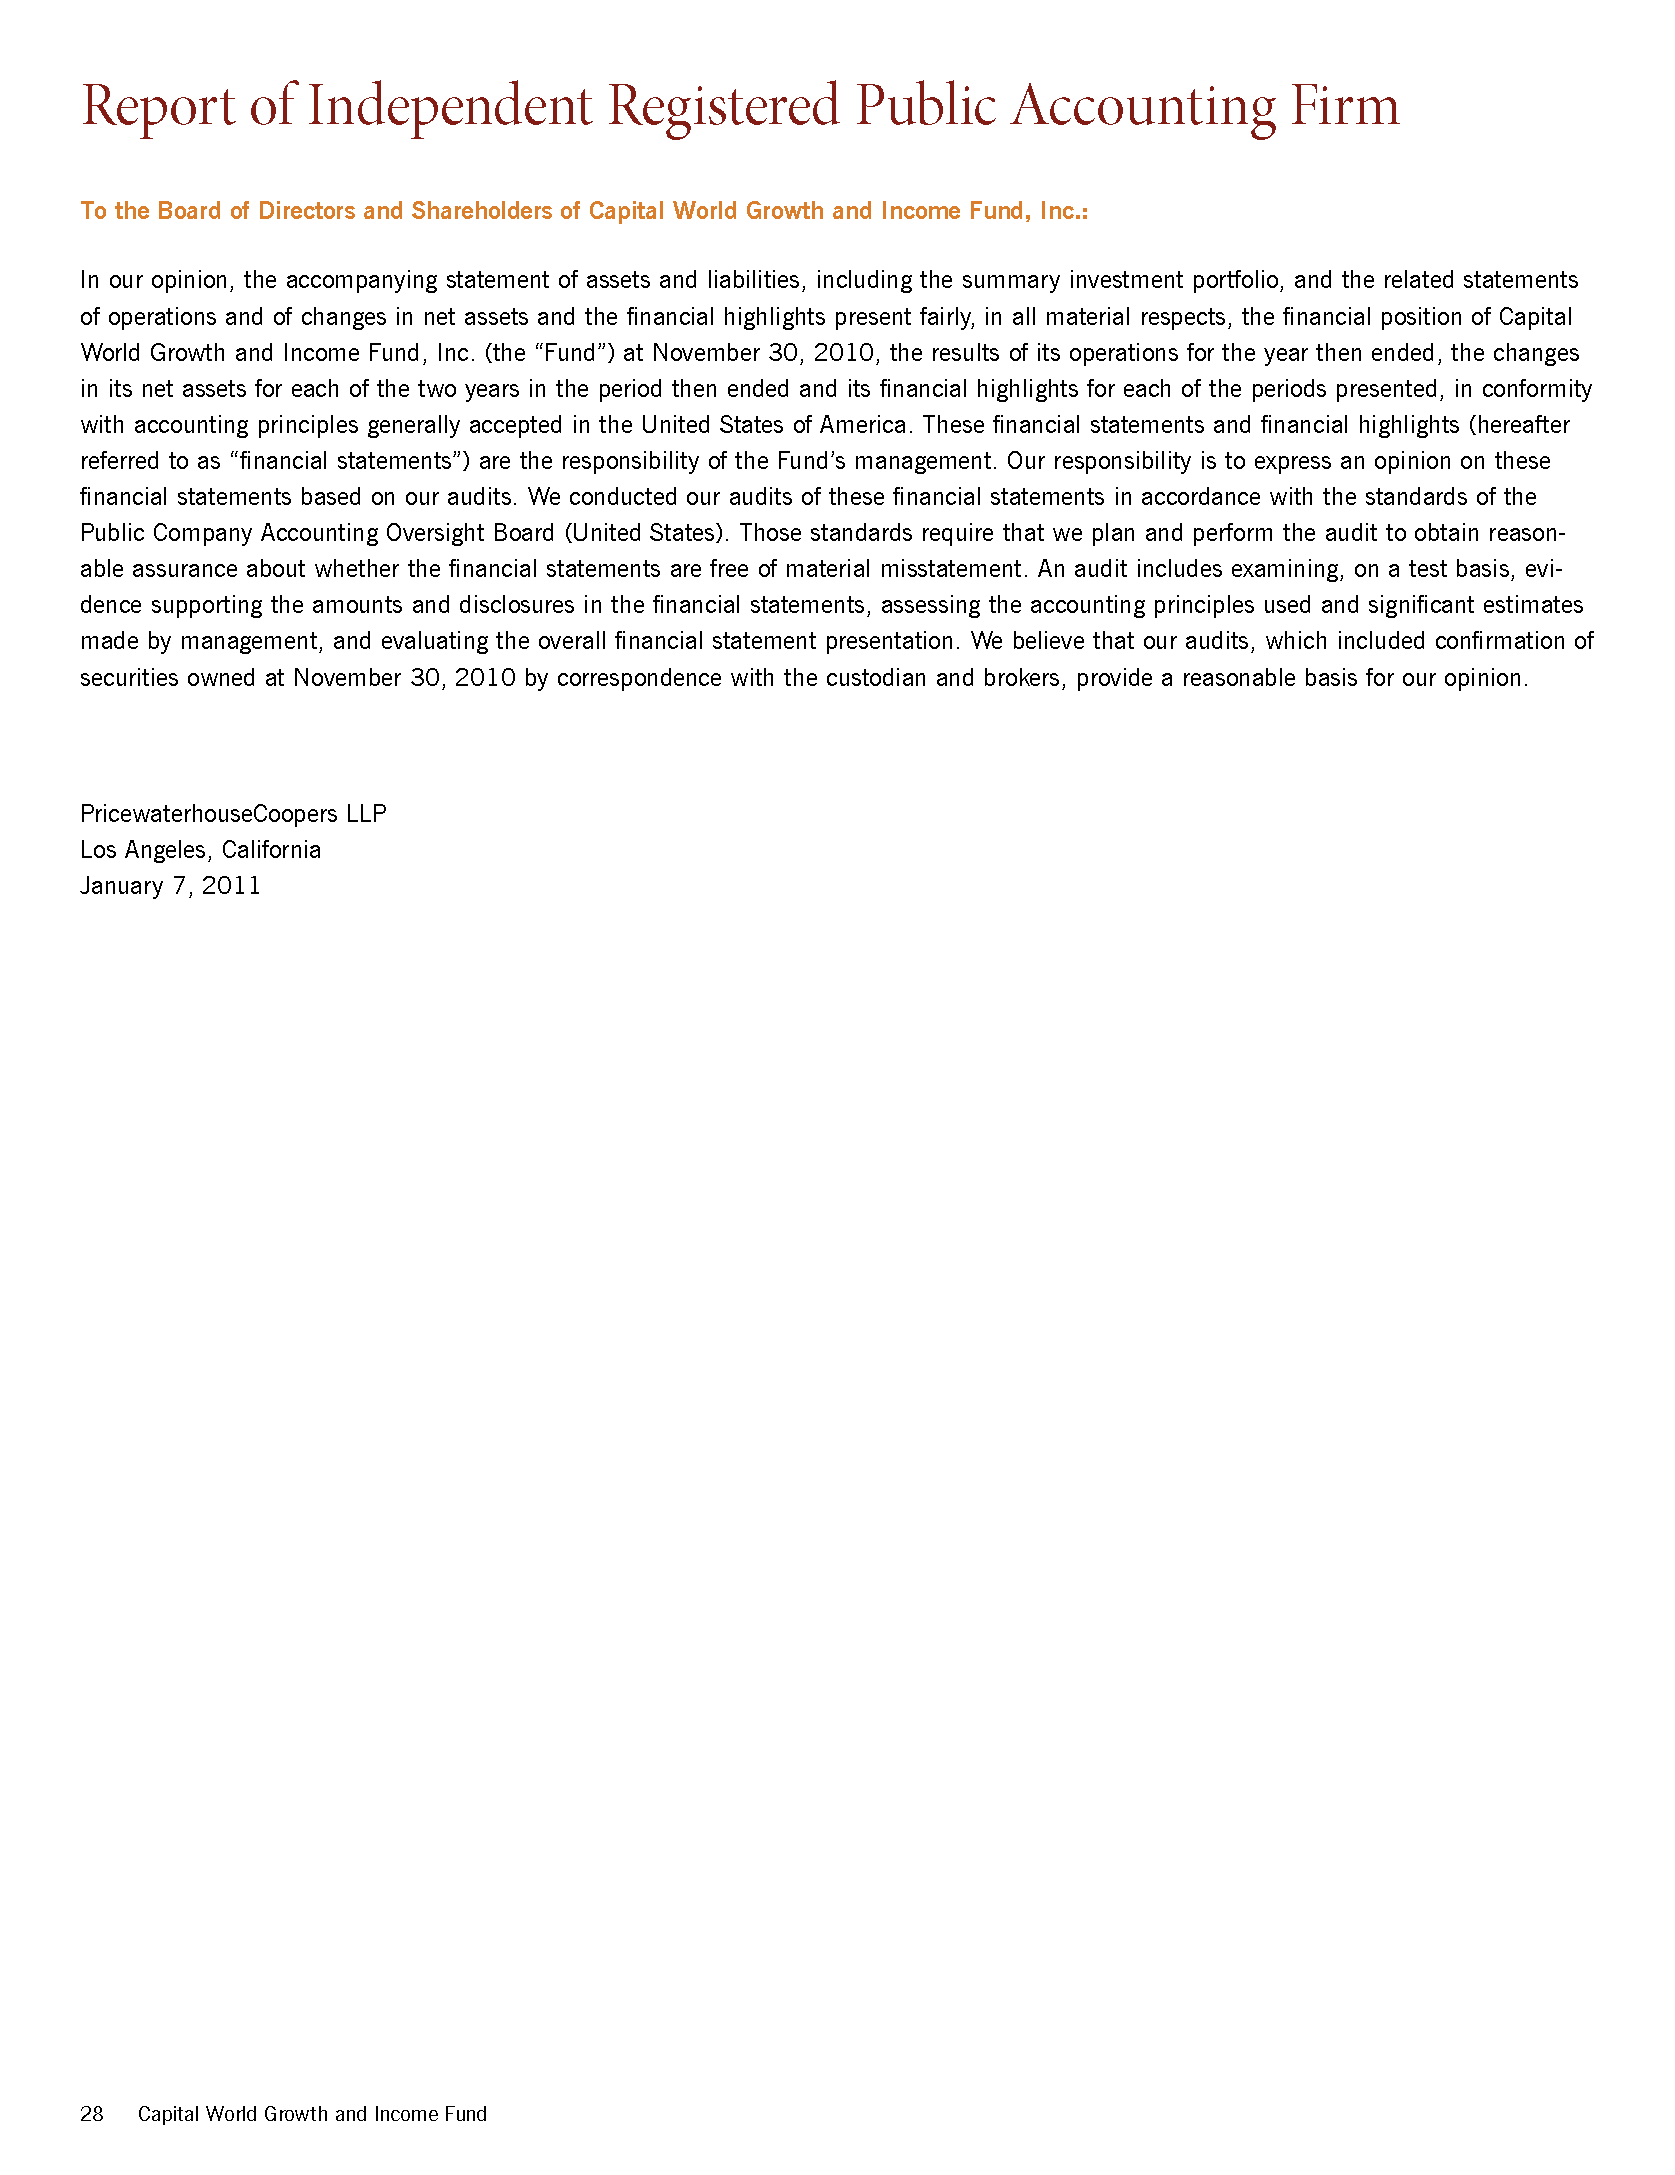 Report of Independent Registered Public Accounting Firm
To the Board of Directors and Shareholders of Capital World Growth and Income Fund, Inc.:
In our opinion, the accompanying statement of assets and liabilities, including the summary investment portfolio, and the related statements
of operations and of changes in net assets and the financial highlights present fairly, in all material respects, the financial position of Capital
World Growth and Income Fund, Inc. (the “Fund”) at November 30, 2010, the results of its operations for the year then ended, the changes
in its net assets for each of the two years in the period then ended and its financial highlights for each of the periods presented, in conformity
with accounting principles generally accepted in the United States of America. These financial statements and financial highlights (hereafter
referred to as “financial statements”) are the responsibility of the Fund’s management. Our responsibility is to express an opinion on these
financial statements based on our audits. We conducted our audits of these financial statements in accordance with the standards of the
Public Company Accounting Oversight Board (United States). Those standards require that we plan and perform the audit to obtain reason-
able assurance about whether the financial statements are free of material misstatement. An audit includes examining, on a test basis, evi-
dence supporting the amounts and disclosures in the financial statements, assessing the accounting principles used and significant estimates
made by management, and evaluating the overall financial statement presentation. We believe that our audits, which included confirmation of
securities owned at November 30, 2010 by correspondence with the custodian and brokers, provide a reasonable basis for our opinion.
PricewaterhouseCoopers LLP
Los Angeles, California
January 7, 2011
28 Capital World Growth and Income Fund